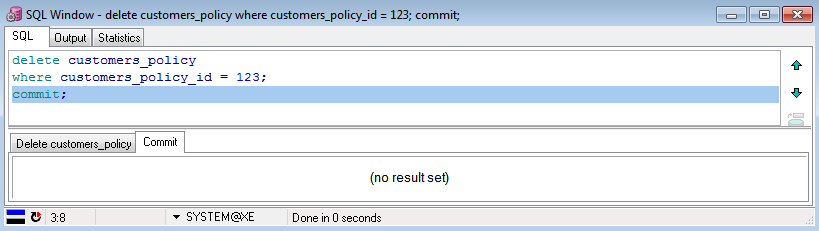 SQL Window - delete customers_policy where customers_policy_id = 123; commit;
SQL Output Statistics
delete customers_policy
where customers_policy_id = 123;
commit;
Delete customers_policy Commit
(no result set)
3:8 SYSTEM@XE Done in 0 seconds